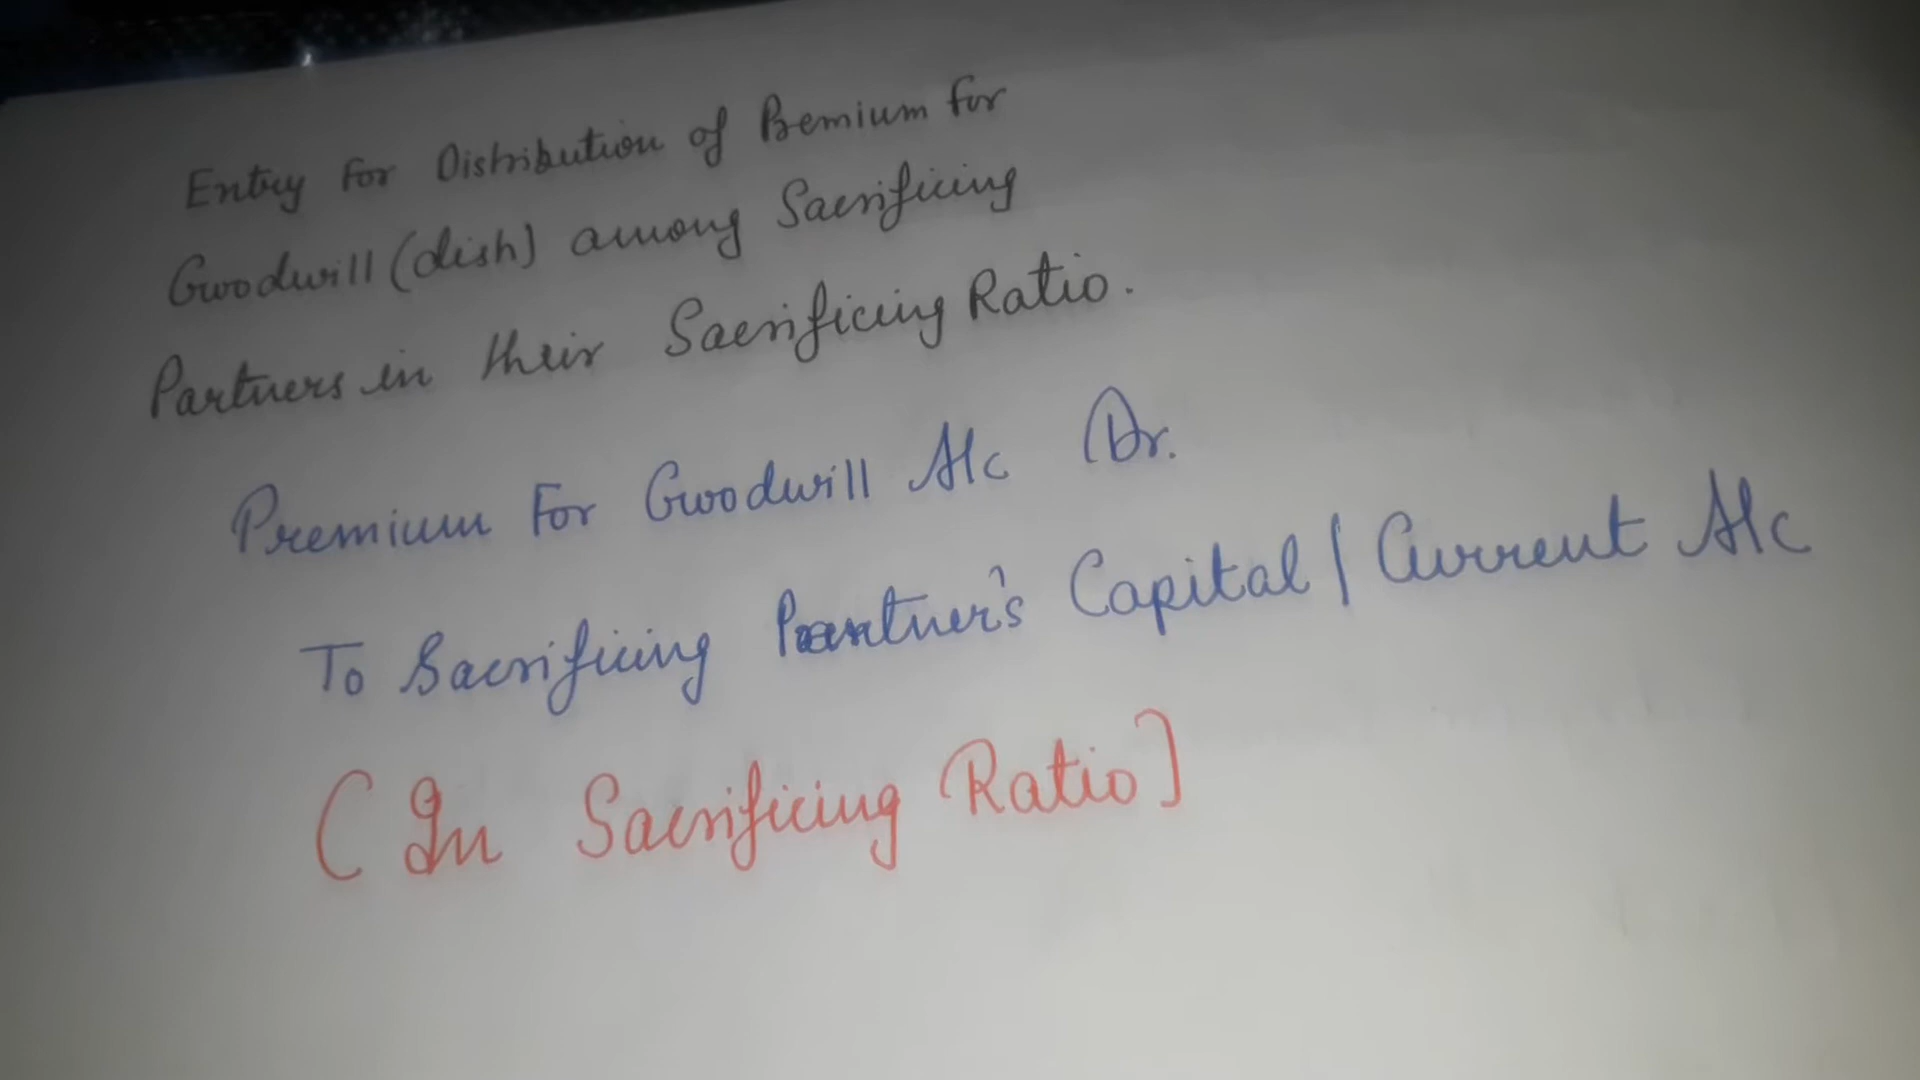 Entry For Distribution of Premium for
Goodwill (dish) among Sacrificing
Partners in their Sacrificing Ratio.
Premium For Goodwill A/c Dr.
To Sacrificing Partner's Capital / Current A/c
( In Sacrificing Ratio ]